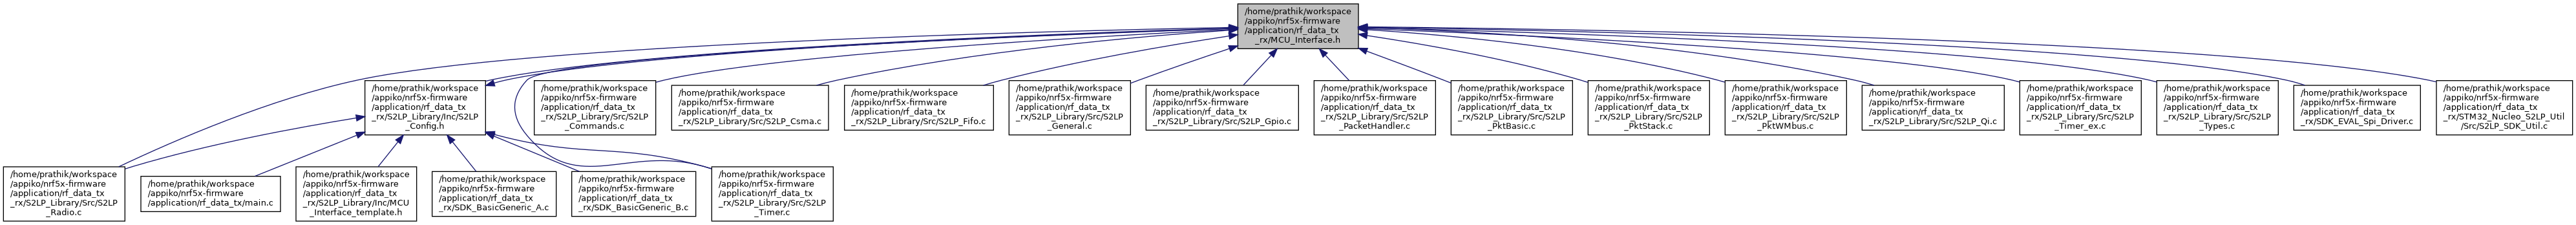 /home/prathik/workspace
/appiko/nrf5x-firmware
/application/rf_data_tx
_rx/MCU_Interface.h
/home/prathik/workspace
/appiko/nrf5x-firmware
/application/rf_data_tx
_rx/S2LP_Library/Inc/S2LP
_Config.h
/home/prathik/workspace
/appiko/nrf5x-firmware
/application/rf_data_tx
_rx/S2LP_Library/Src/S2LP
_Commands.c
/home/prathik/workspace
/appiko/nrf5x-firmware
/application/rf_data_tx
_rx/S2LP_Library/Src/S2LP_Csma.c
/home/prathik/workspace
/appiko/nrf5x-firmware
/application/rf_data_tx
_rx/S2LP_Library/Src/S2LP_Fifo.c
/home/prathik/workspace
/appiko/nrf5x-firmware
/application/rf_data_tx
_rx/S2LP_Library/Src/S2LP
_General.c
/home/prathik/workspace
/appiko/nrf5x-firmware
/application/rf_data_tx
_rx/S2LP_Library/Src/S2LP_Gpio.c
/home/prathik/workspace
/appiko/nrf5x-firmware
/application/rf_data_tx
_rx/S2LP_Library/Src/S2LP
_PacketHandler.c
/home/prathik/workspace
/appiko/nrf5x-firmware
/application/rf_data_tx
_rx/S2LP_Library/Src/S2LP
_PktBasic.c
/home/prathik/workspace
/appiko/nrf5x-firmware
/application/rf_data_tx
_rx/S2LP_Library/Src/S2LP
_PktStack.c
/home/prathik/workspace
/appiko/nrf5x-firmware
/application/rf_data_tx
_rx/S2LP_Library/Src/S2LP
_PktWMbus.c
/home/prathik/workspace
/appiko/nrf5x-firmware
/application/rf_data_tx
_rx/S2LP_Library/Src/S2LP_Qi.c
/home/prathik/workspace
/appiko/nrf5x-firmware
/application/rf_data_tx
_rx/S2LP_Library/Src/S2LP
_Timer_ex.c
/home/prathik/workspace
/appiko/nrf5x-firmware
/application/rf_data_tx
_rx/S2LP_Library/Src/S2LP
_Types.c
/home/prathik/workspace
/appiko/nrf5x-firmware
/application/rf_data_tx
_rx/SDK_EVAL_Spi_Driver.c
/home/prathik/workspace
/appiko/nrf5x-firmware
/application/rf_data_tx
_rx/STM32_Nucleo_S2LP_Util
/Src/S2LP_SDK_Util.c
/home/prathik/workspace
/appiko/nrf5x-firmware
/application/rf_data_tx
_rx/S2LP_Library/Src/S2LP
_Radio.c
/home/prathik/workspace
/appiko/nrf5x-firmware
/application/rf_data_tx/main.c
/home/prathik/workspace
/appiko/nrf5x-firmware
/application/rf_data_tx
_rx/S2LP_Library/Inc/MCU
_Interface_template.h
/home/prathik/workspace
/appiko/nrf5x-firmware
/application/rf_data_tx
_rx/SDK_BasicGeneric_A.c
/home/prathik/workspace
/appiko/nrf5x-firmware
/application/rf_data_tx
_rx/SDK_BasicGeneric_B.c
/home/prathik/workspace
/appiko/nrf5x-firmware
/application/rf_data_tx
_rx/S2LP_Library/Src/S2LP
_Timer.c